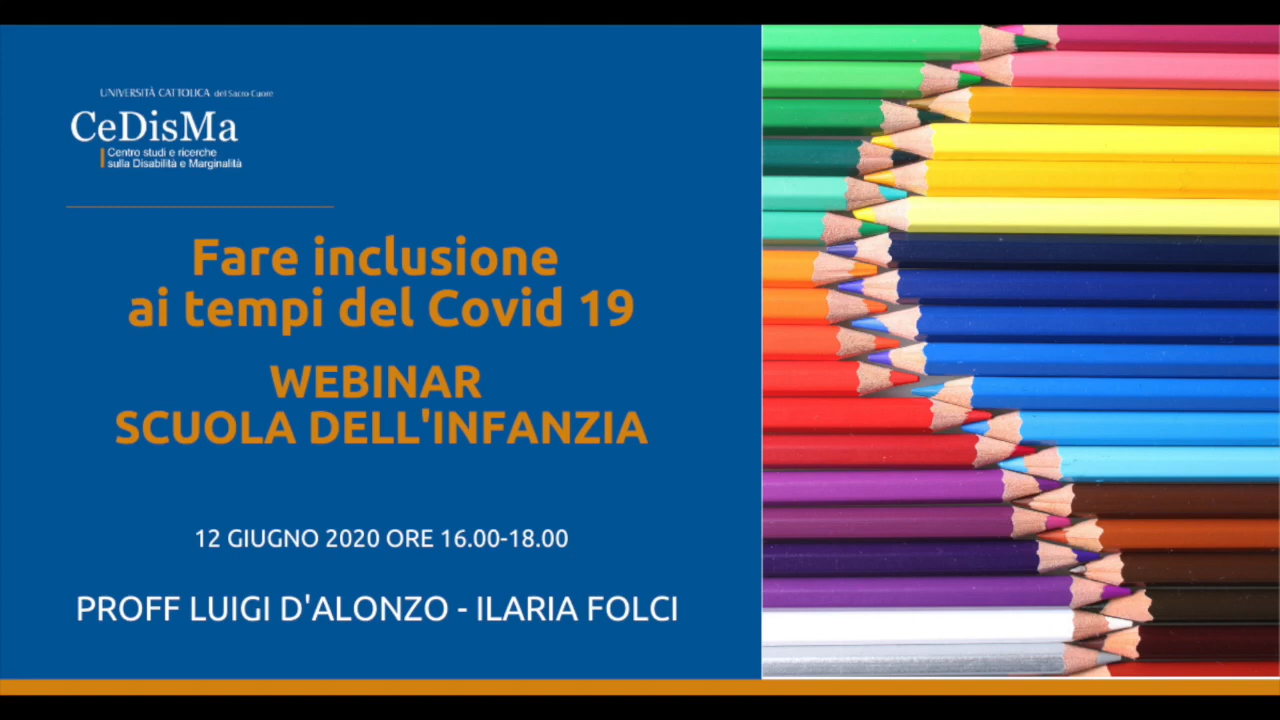 UNIVERSITÀ CATTOLICA del Sacro Cuore
CeDisMa
Centro studi e ricerche
sulla Disabilità e Marginalità
Fare inclusione
ai tempi del Covid 19
WEBINAR
SCUOLA DELL'INFANZIA
12 GIUGNO 2020 ORE 16.00-18.00
PROFF LUIGI D'ALONZO - ILARIA FOLCI